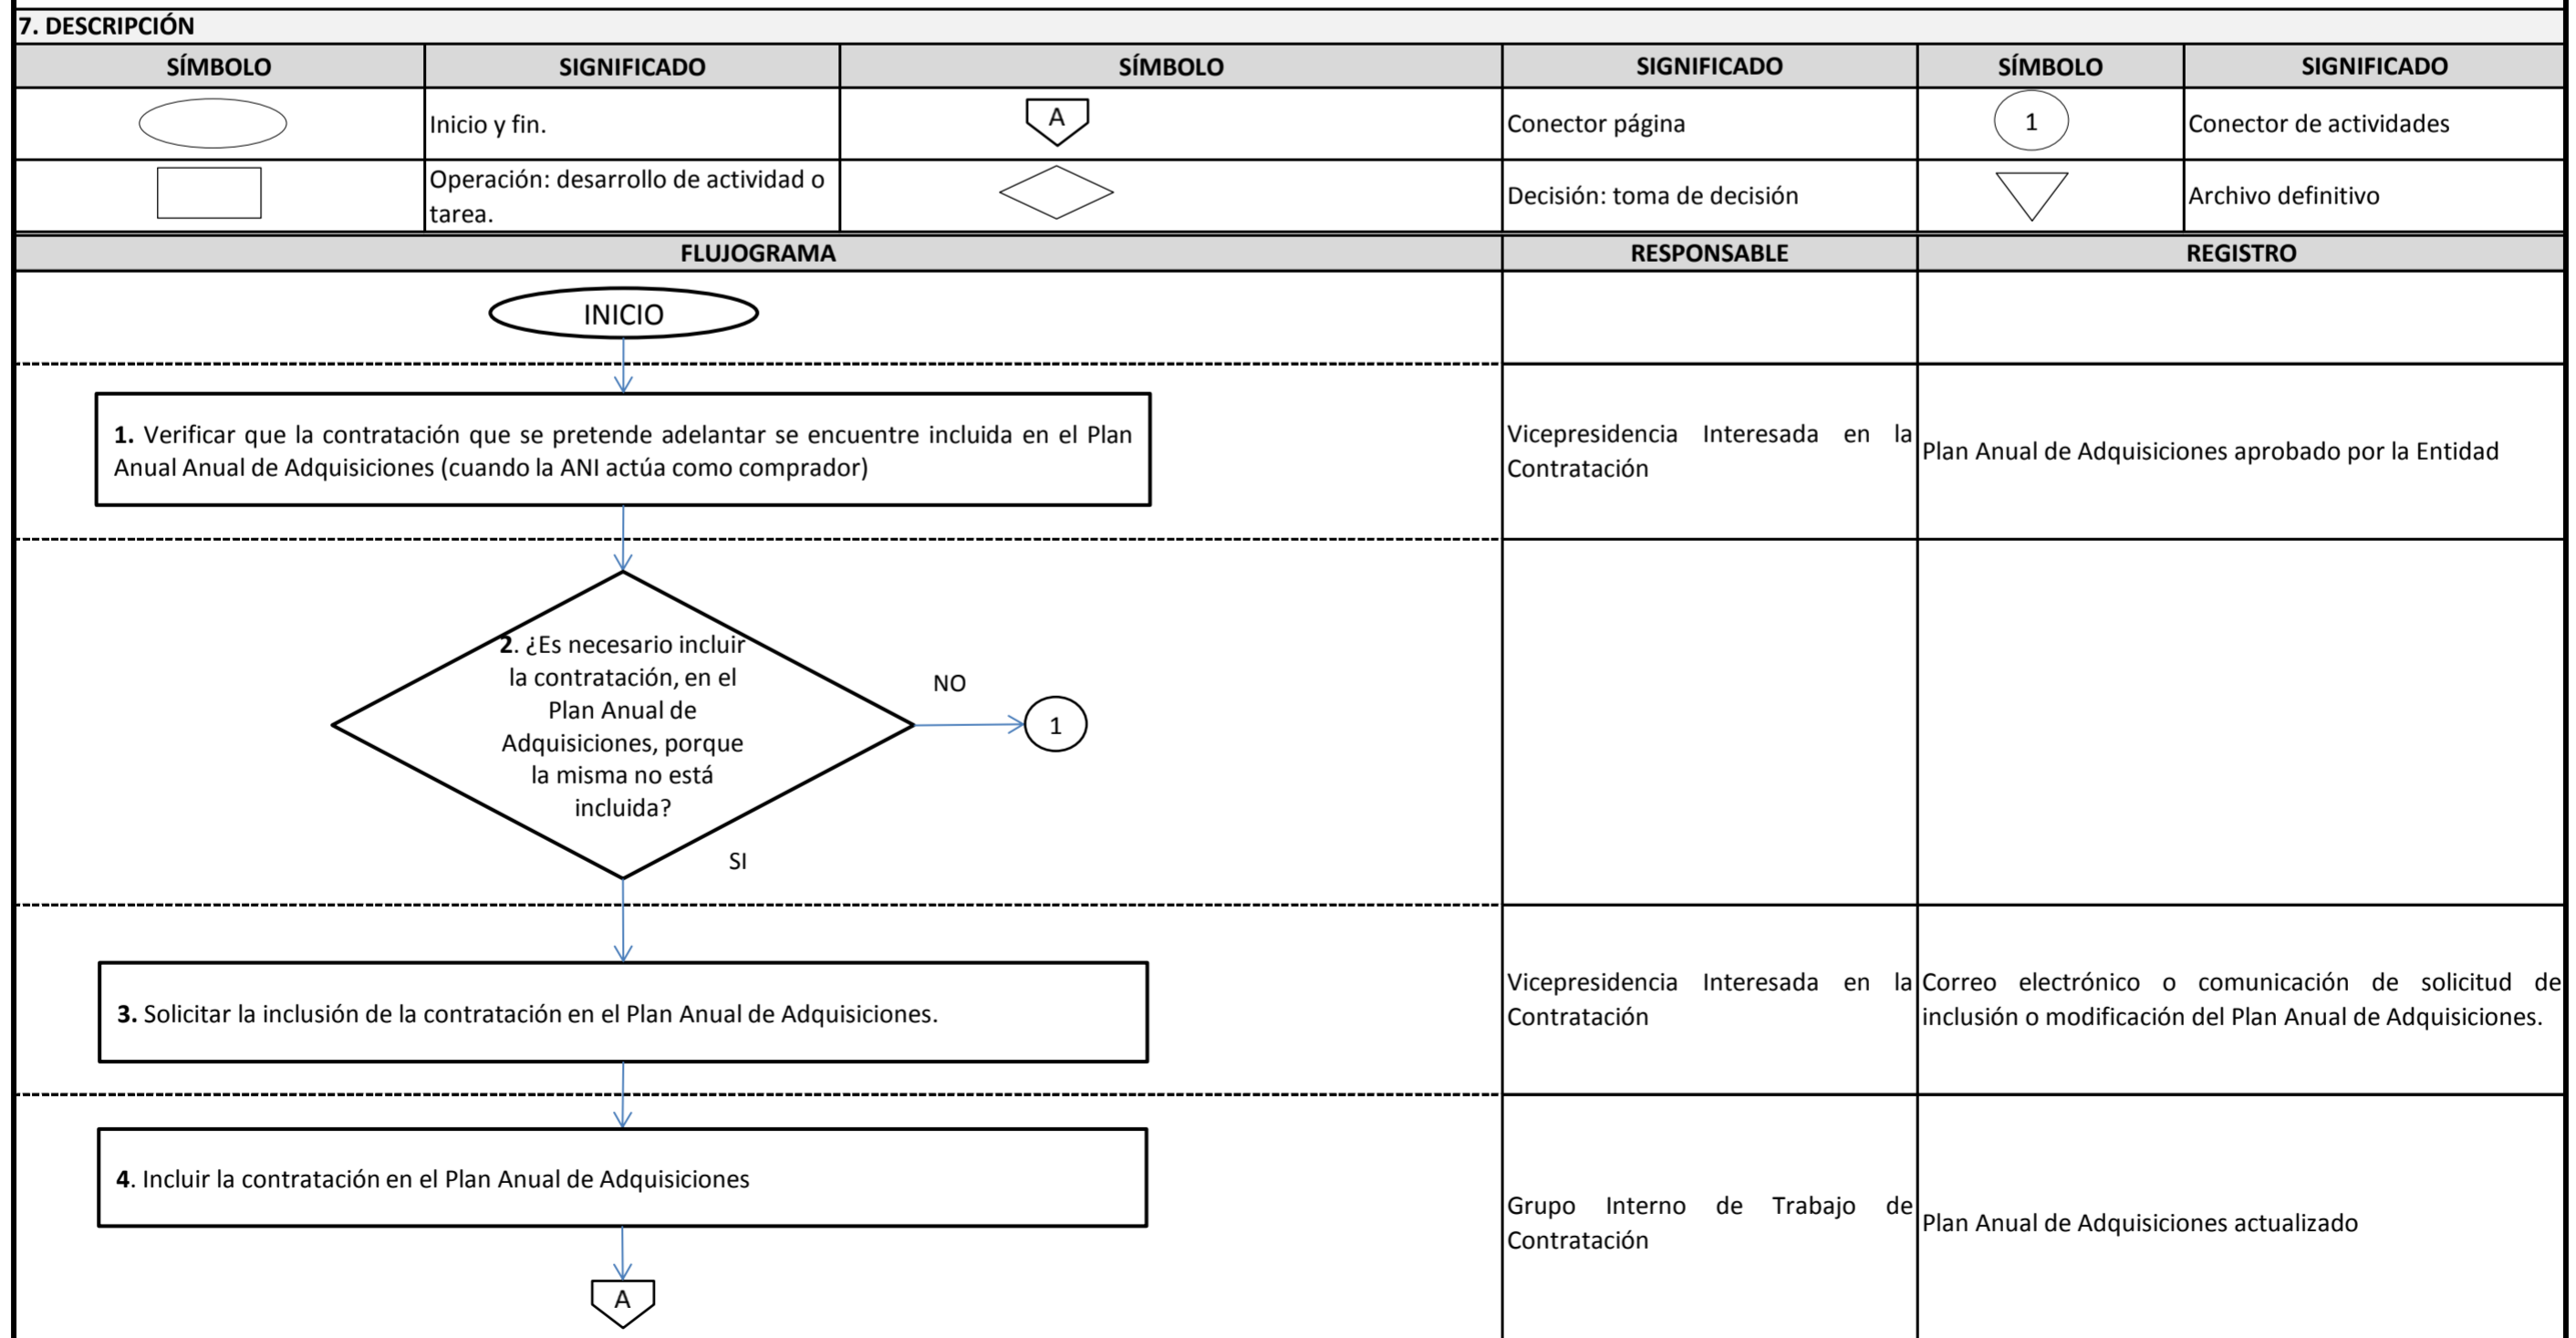 7. DESCRIPCIÓN
SÍMBOLO SIGNIFICADO SÍMBOLO SIGNIFICADO SÍMBOLO SIGNIFICADO
Inicio y fin.
A
Conector página
1
Conector de actividades
Operación: desarrollo de actividad o
tarea.
Decisión: toma de decisión
Archivo definitivo
FLUJOGRAMA RESPONSABLE REGISTRO
INICIO
1. Verificar que la contratación que se pretende adelantar se encuentre incluida en el Plan
Anual Anual de Adquisiciones (cuando la ANI actúa como comprador)
Vicepresidencia Interesada en la
Contratación
Plan Anual de Adquisiciones aprobado por la Entidad
2. ¿Es necesario incluir
la contratación, en el
Plan Anual de
Adquisiciones, porque
la misma no está
incluida?
NO
1
SI
3. Solicitar la inclusión de la contratación en el Plan Anual de Adquisiciones.
Vicepresidencia Interesada en la
Contratación
Correo electrónico o comunicación de solicitud de
inclusión o modificación del Plan Anual de Adquisiciones.
4. Incluir la contratación en el Plan Anual de Adquisiciones
Grupo Interno de Trabajo de
Contratación
Plan Anual de Adquisiciones actualizado
A